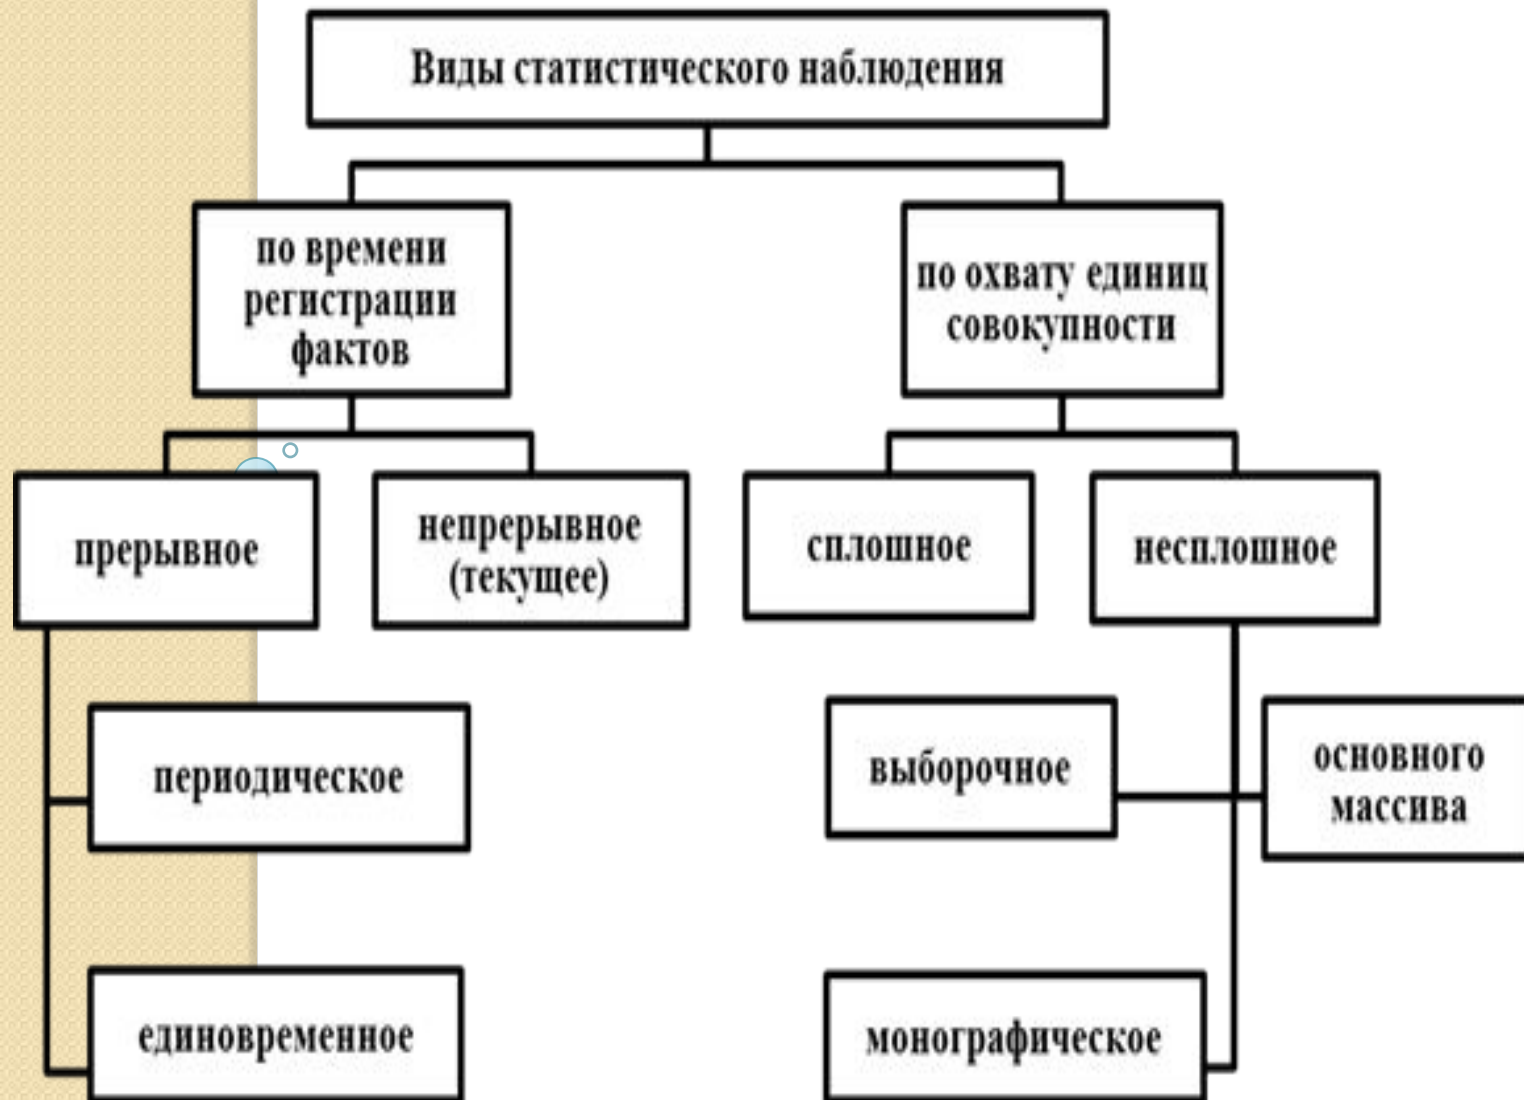 Виды статистического наблюдения
по времени
регистрации
фактов
по охвату единиц
совокупности
прерывное
непрерывное
(текущее)
сплошное
несплошное
периодическое
выборочное
основного
массива
единовременное
монографическое